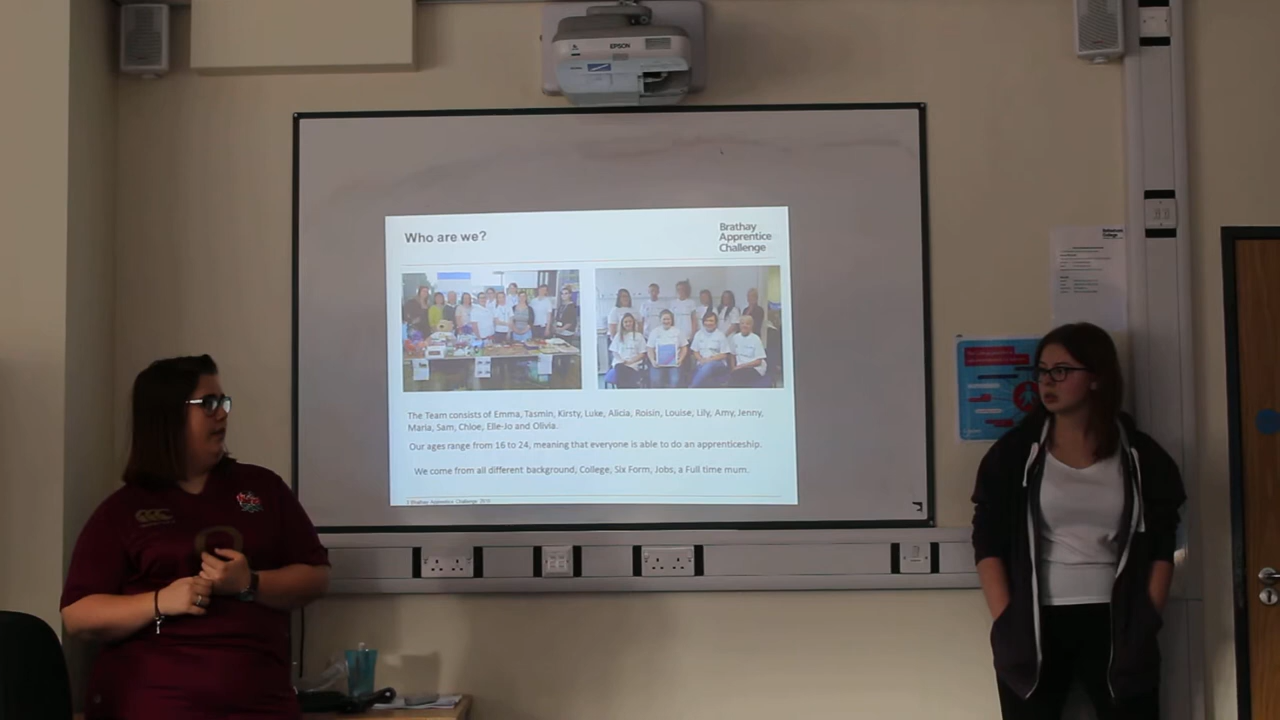 EPSON
Who are we?
Brathay
Apprentice
Challenge
The Team consists of Emma, Tasmin, Kirsty, Luke, Alicia, Roisin, Louise, Lily, Amy, Jenny,
Maria, Sam, Chloe, Elle-Jo and Olivia.
Our ages range from 16 to 24, meaning that everyone is able to do an apprenticeship.
We come from all different background, College, Six Form, Jobs, a Full time mum.
Brathay Apprentice Challenge